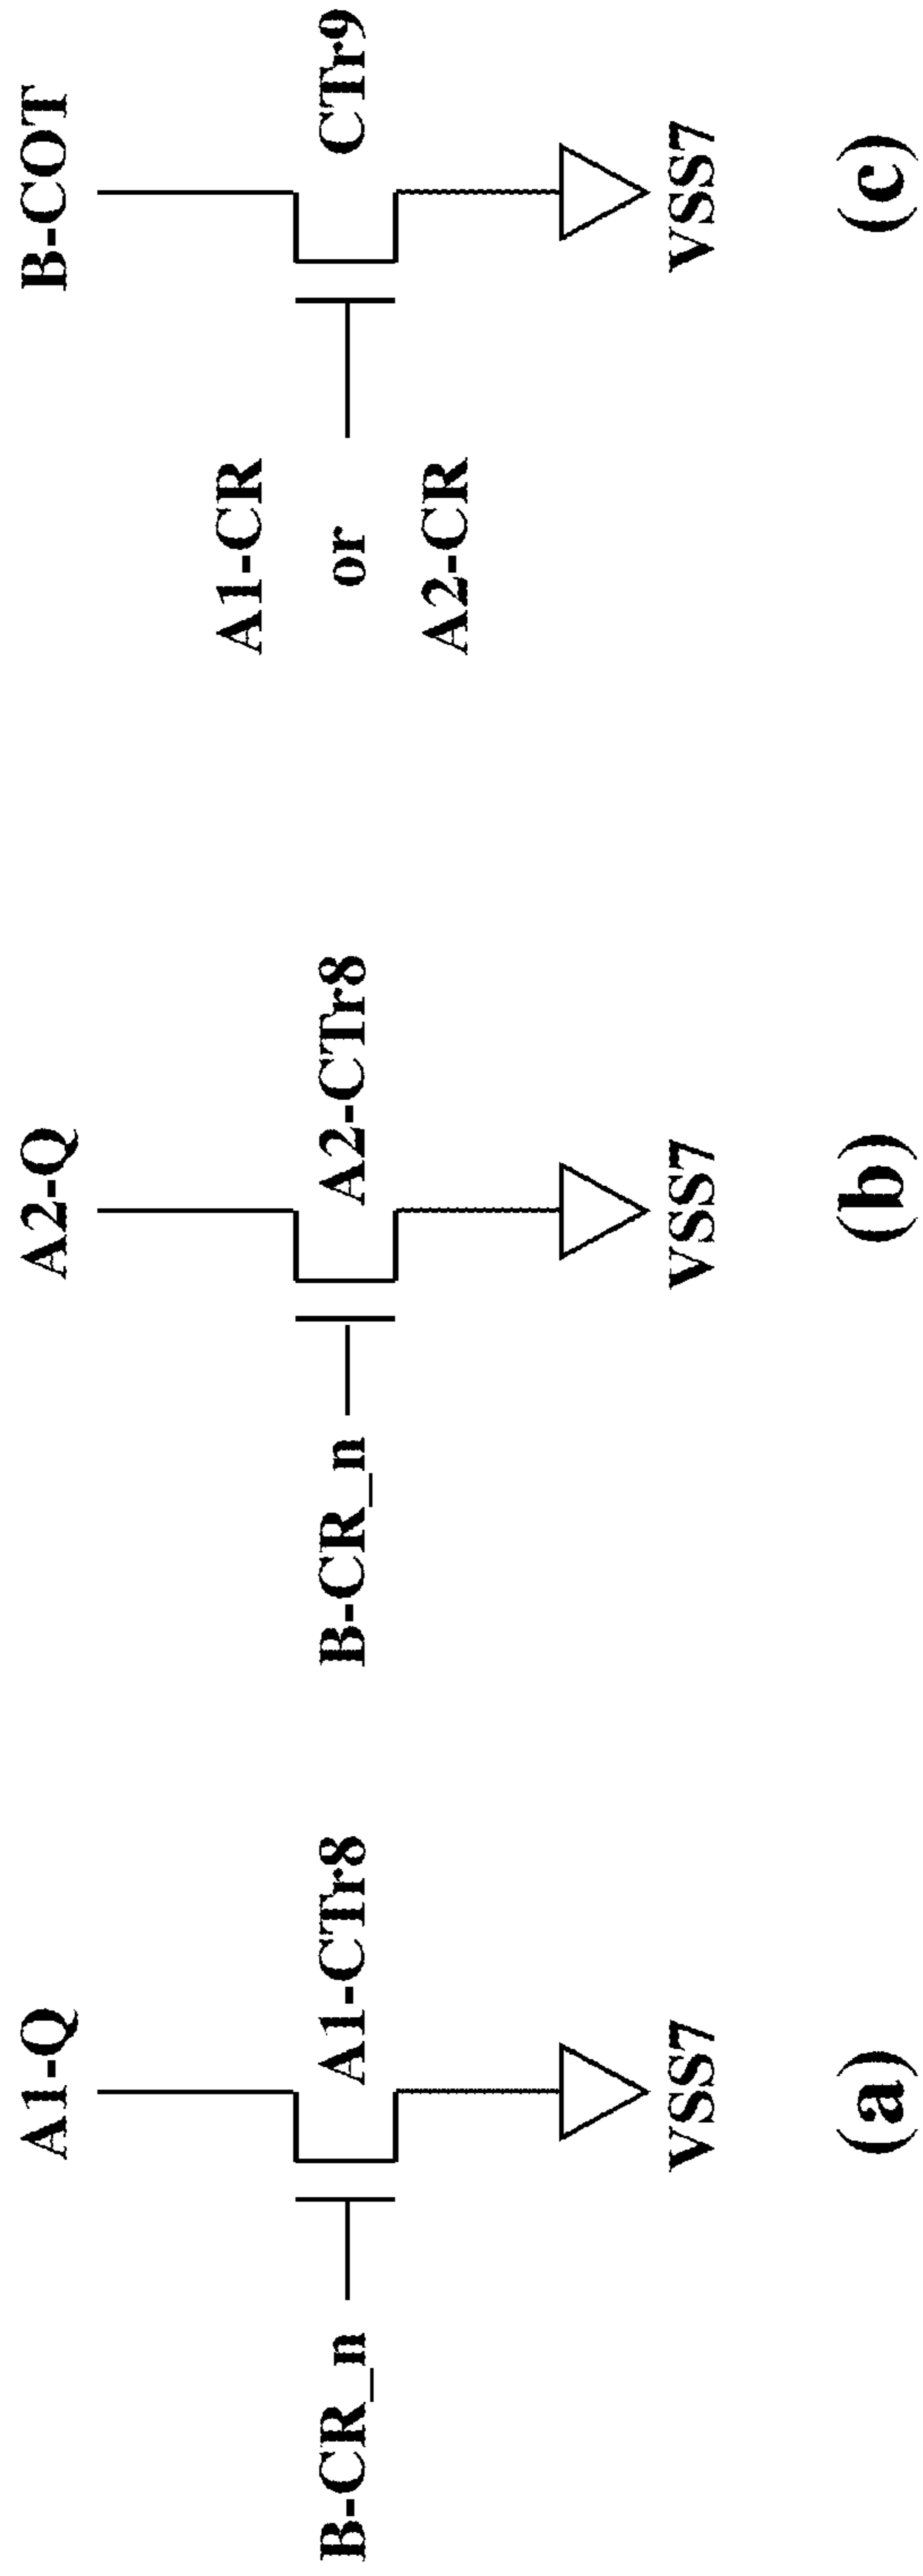 A1-Q
B-CR_n
A1-CTr8
VSS7
(a)
A2-Q
B-CR_n
A2-CTr8
VSS7
(b)
B-COT
A1-CR
or
A2-CR
CTr9
VSS7
(c)